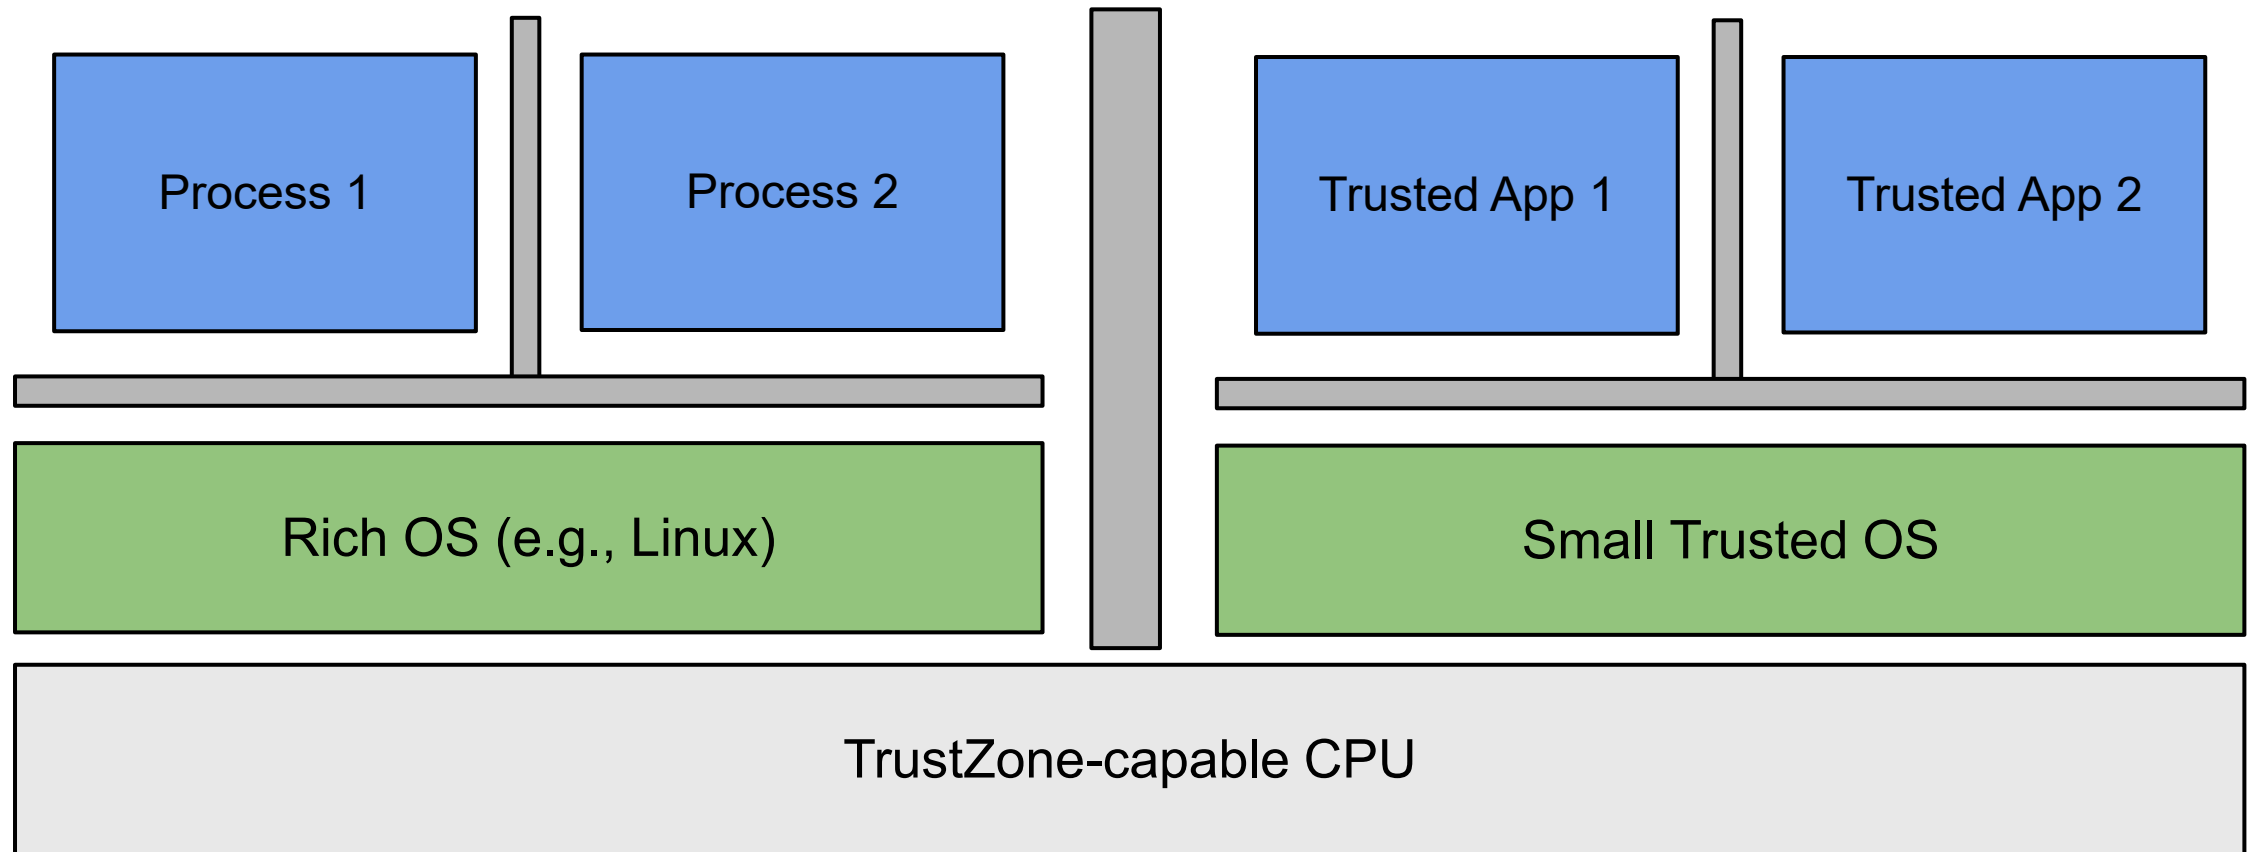 Process 1
Process 2
Trusted App 1
Trusted App 2
Rich OS (e.g., Linux)
Small Trusted OS
TrustZone-capable CPU